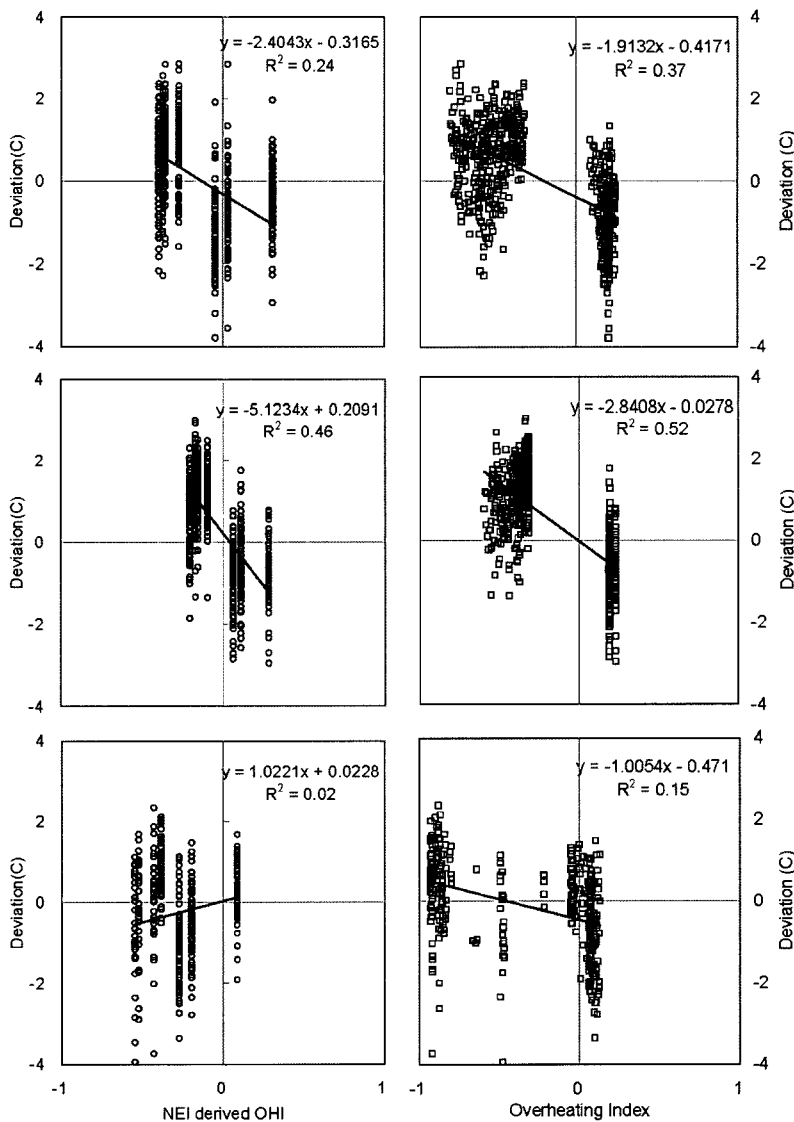 4
2
0
-2
-4
Deviation(C)
y = -2.4043x - 0.3165
R² = 0.24
y = -1.9132x - 0.4171
R² = 0.37
4
2
0
-2
-4
Deviation (C)
4
2
0
-2
-4
Deviation(C)
y = -5.1234x + 0.2091
R² = 0.46
y = -2.8408x - 0.0278
R² = 0.52
4
2
0
-2
-4
Deviation (C)
4
2
0
-2
-4
Deviation(C)
y = 1.0221x + 0.0228
R² = 0.02
y = -1.0054x - 0.471
R² = 0.15
4
2
0
-2
-4
Deviation (C)
-1 0 1
NEI derived OHI
-1 0 1
Overheating Index